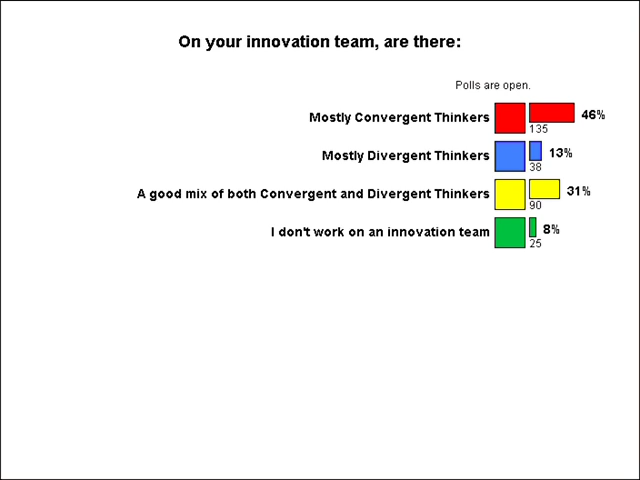 On your innovation team, are there:
Polls are open.
Mostly Convergent Thinkers 46%
135
Mostly Divergent Thinkers 13%
38
A good mix of both Convergent and Divergent Thinkers 31%
90
I don't work on an innovation team 8%
25